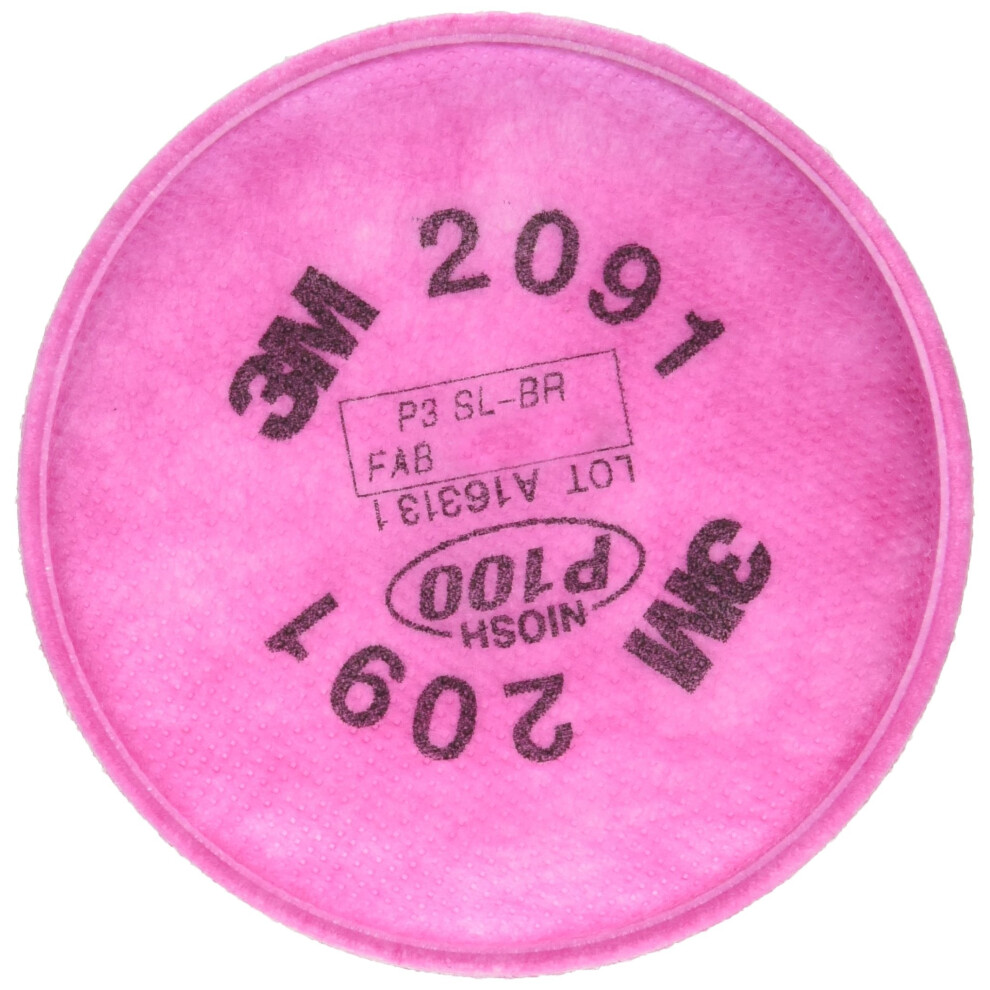 3M 2091
P3 SL-BR
FAB
LOT A163131
P100
NIOSH
3M 2091